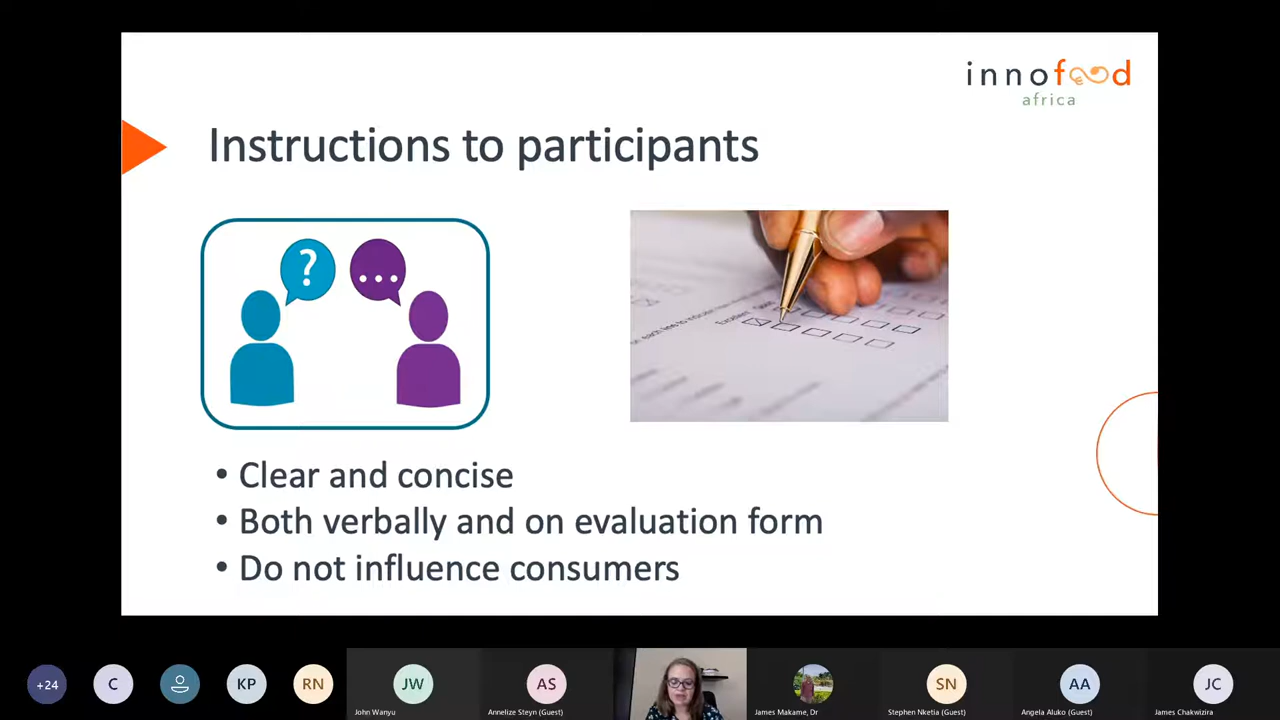 innofood
africa
Instructions to participants
?
Excellent
Good
• Clear and concise
• Both verbally and on evaluation form
• Do not influence consumers
+24
C
KP
RN
JW
AS
SN
AA
JC
John Wanyu
Annelize Steyn (Guest)
James Makame, Dr
Stephen Nketia (Guest)
Angela Aluko (Guest)
James Chakwizira